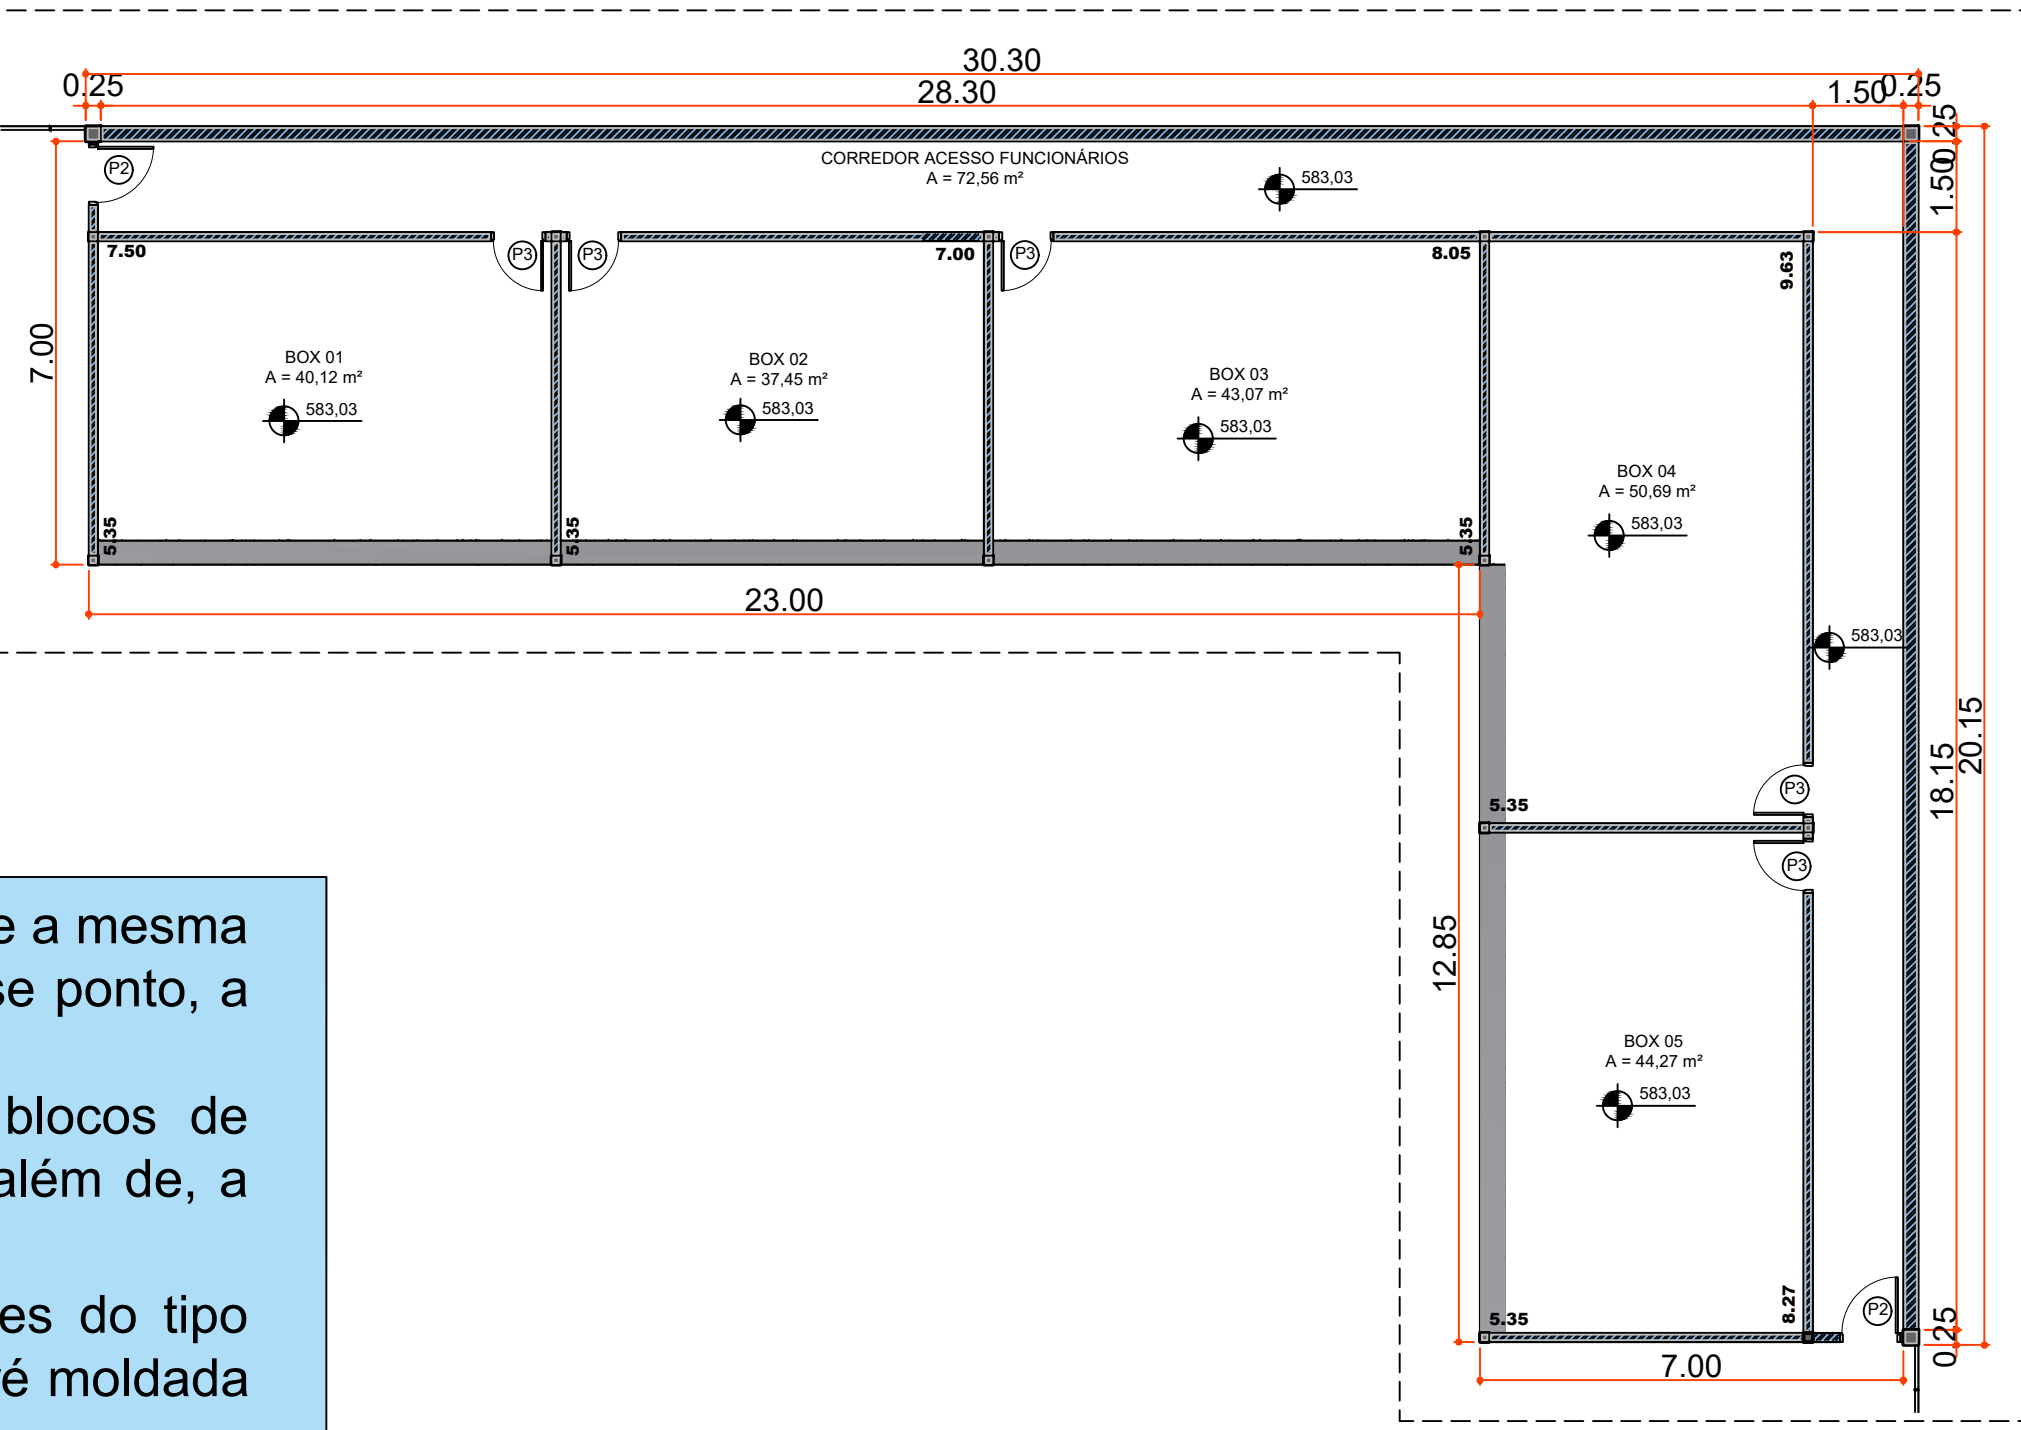 30.30
0.25
28.30
1.50
0.25
0.25
1.50
P2
CORREDOR ACESSO FUNCIONÁRIOS
A = 72,56 m²
583,03
7.50
P3
P3
7.00
P3
8.05
9.63
7.00
BOX 01
A = 40,12 m²
583,03
BOX 02
A = 37,45 m²
583,03
BOX 03
A = 43,07 m²
583,03
BOX 04
A = 50,69 m²
583,03
5.35
5.35
5.35
23.00
583,03
20.15
18.15
P3
5.35
P3
12.85
e a mesma
se ponto, a
blocos de
além de, a
es do tipo
é moldada
BOX 05
A = 44,27 m²
583,03
8.27
P2
5.35
0.25
7.00